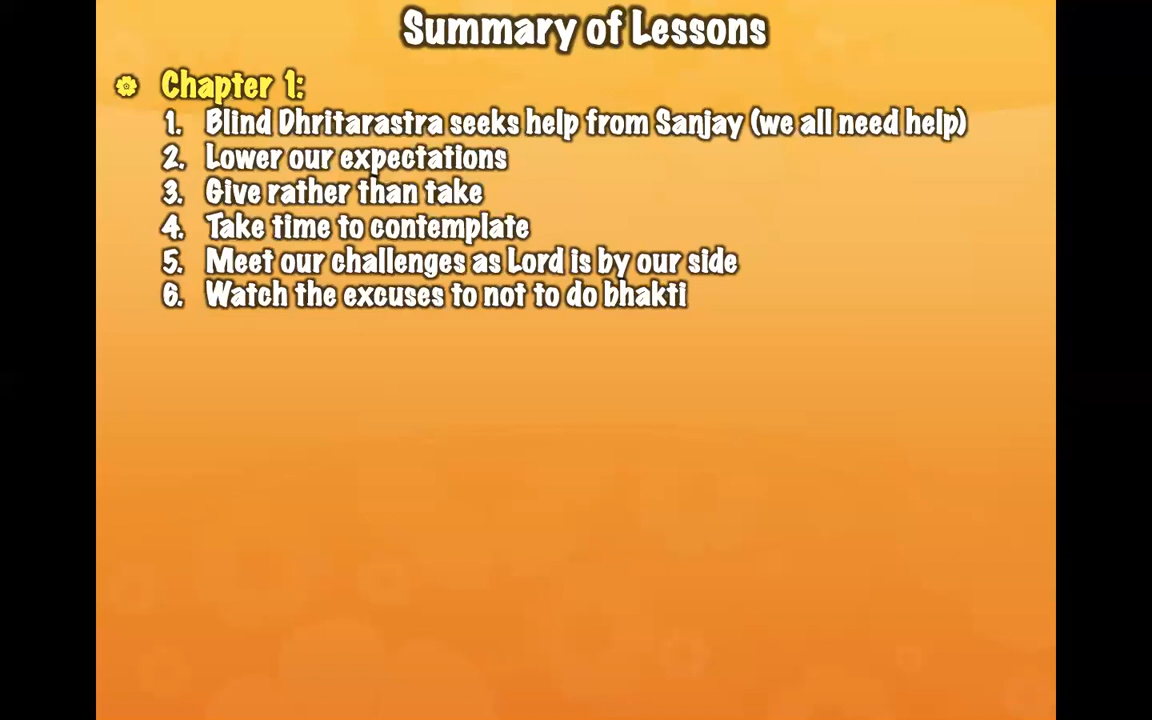 Summary of Lessons
Chapter 1:
1. Blind Dhritarastra seeks help from Sanjay (we all need help)
2. Lower our expectations
3. Give rather than take
4. Take time to contemplate
5. Meet our challenges as Lord is by our side
6. Watch the excuses to not to do bhakti